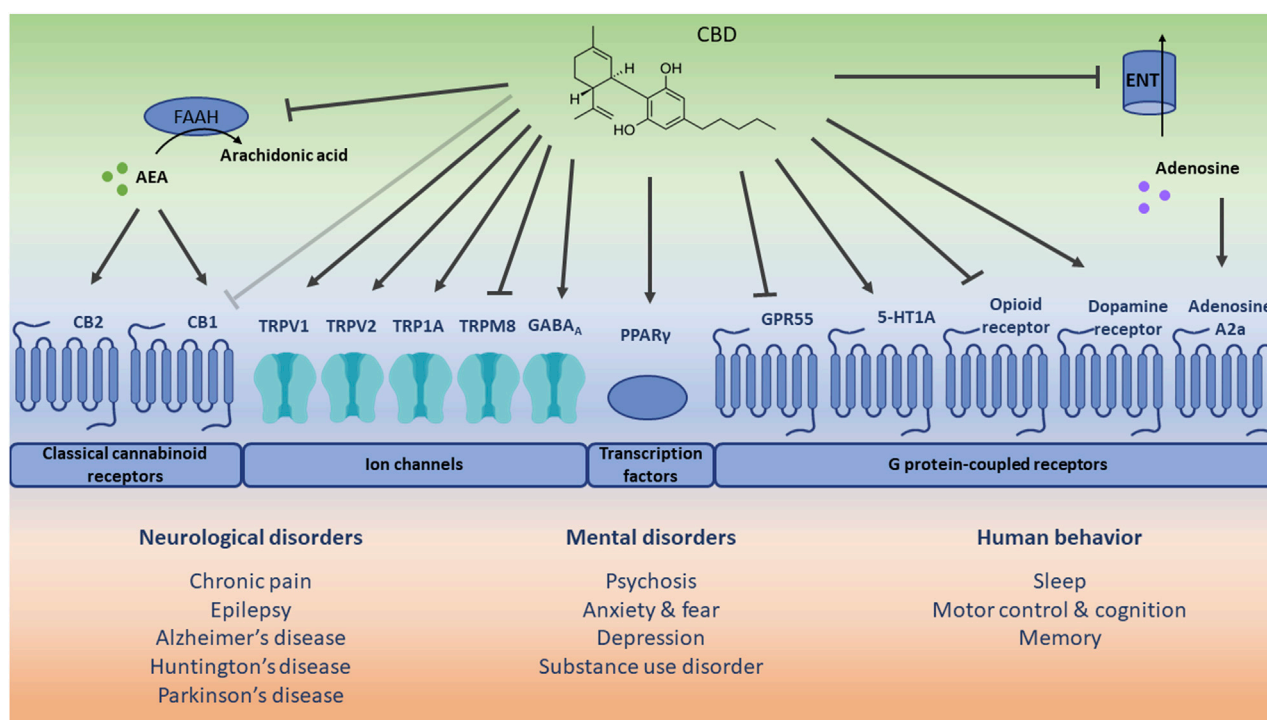 CBD
H
OH
H
HO
ENT
FAAH
Arachidonic acid
AEA
Adenosine
CB2
CB1
TRPV1
TRPV2
TRP1A
TRPM8
GABAA
PPARγ
GPR55
5-HT1A
Opioid
receptor
Dopamine
receptor
Adenosine
A2a
Classical cannabinoid
receptors
Ion channels
Transcription
factors
G protein-coupled receptors
Neurological disorders
Chronic pain
Epilepsy
Alzheimer’s disease
Huntington’s disease
Parkinson’s disease
Mental disorders
Psychosis
Anxiety & fear
Depression
Substance use disorder
Human behavior
Sleep
Motor control & cognition
Memory